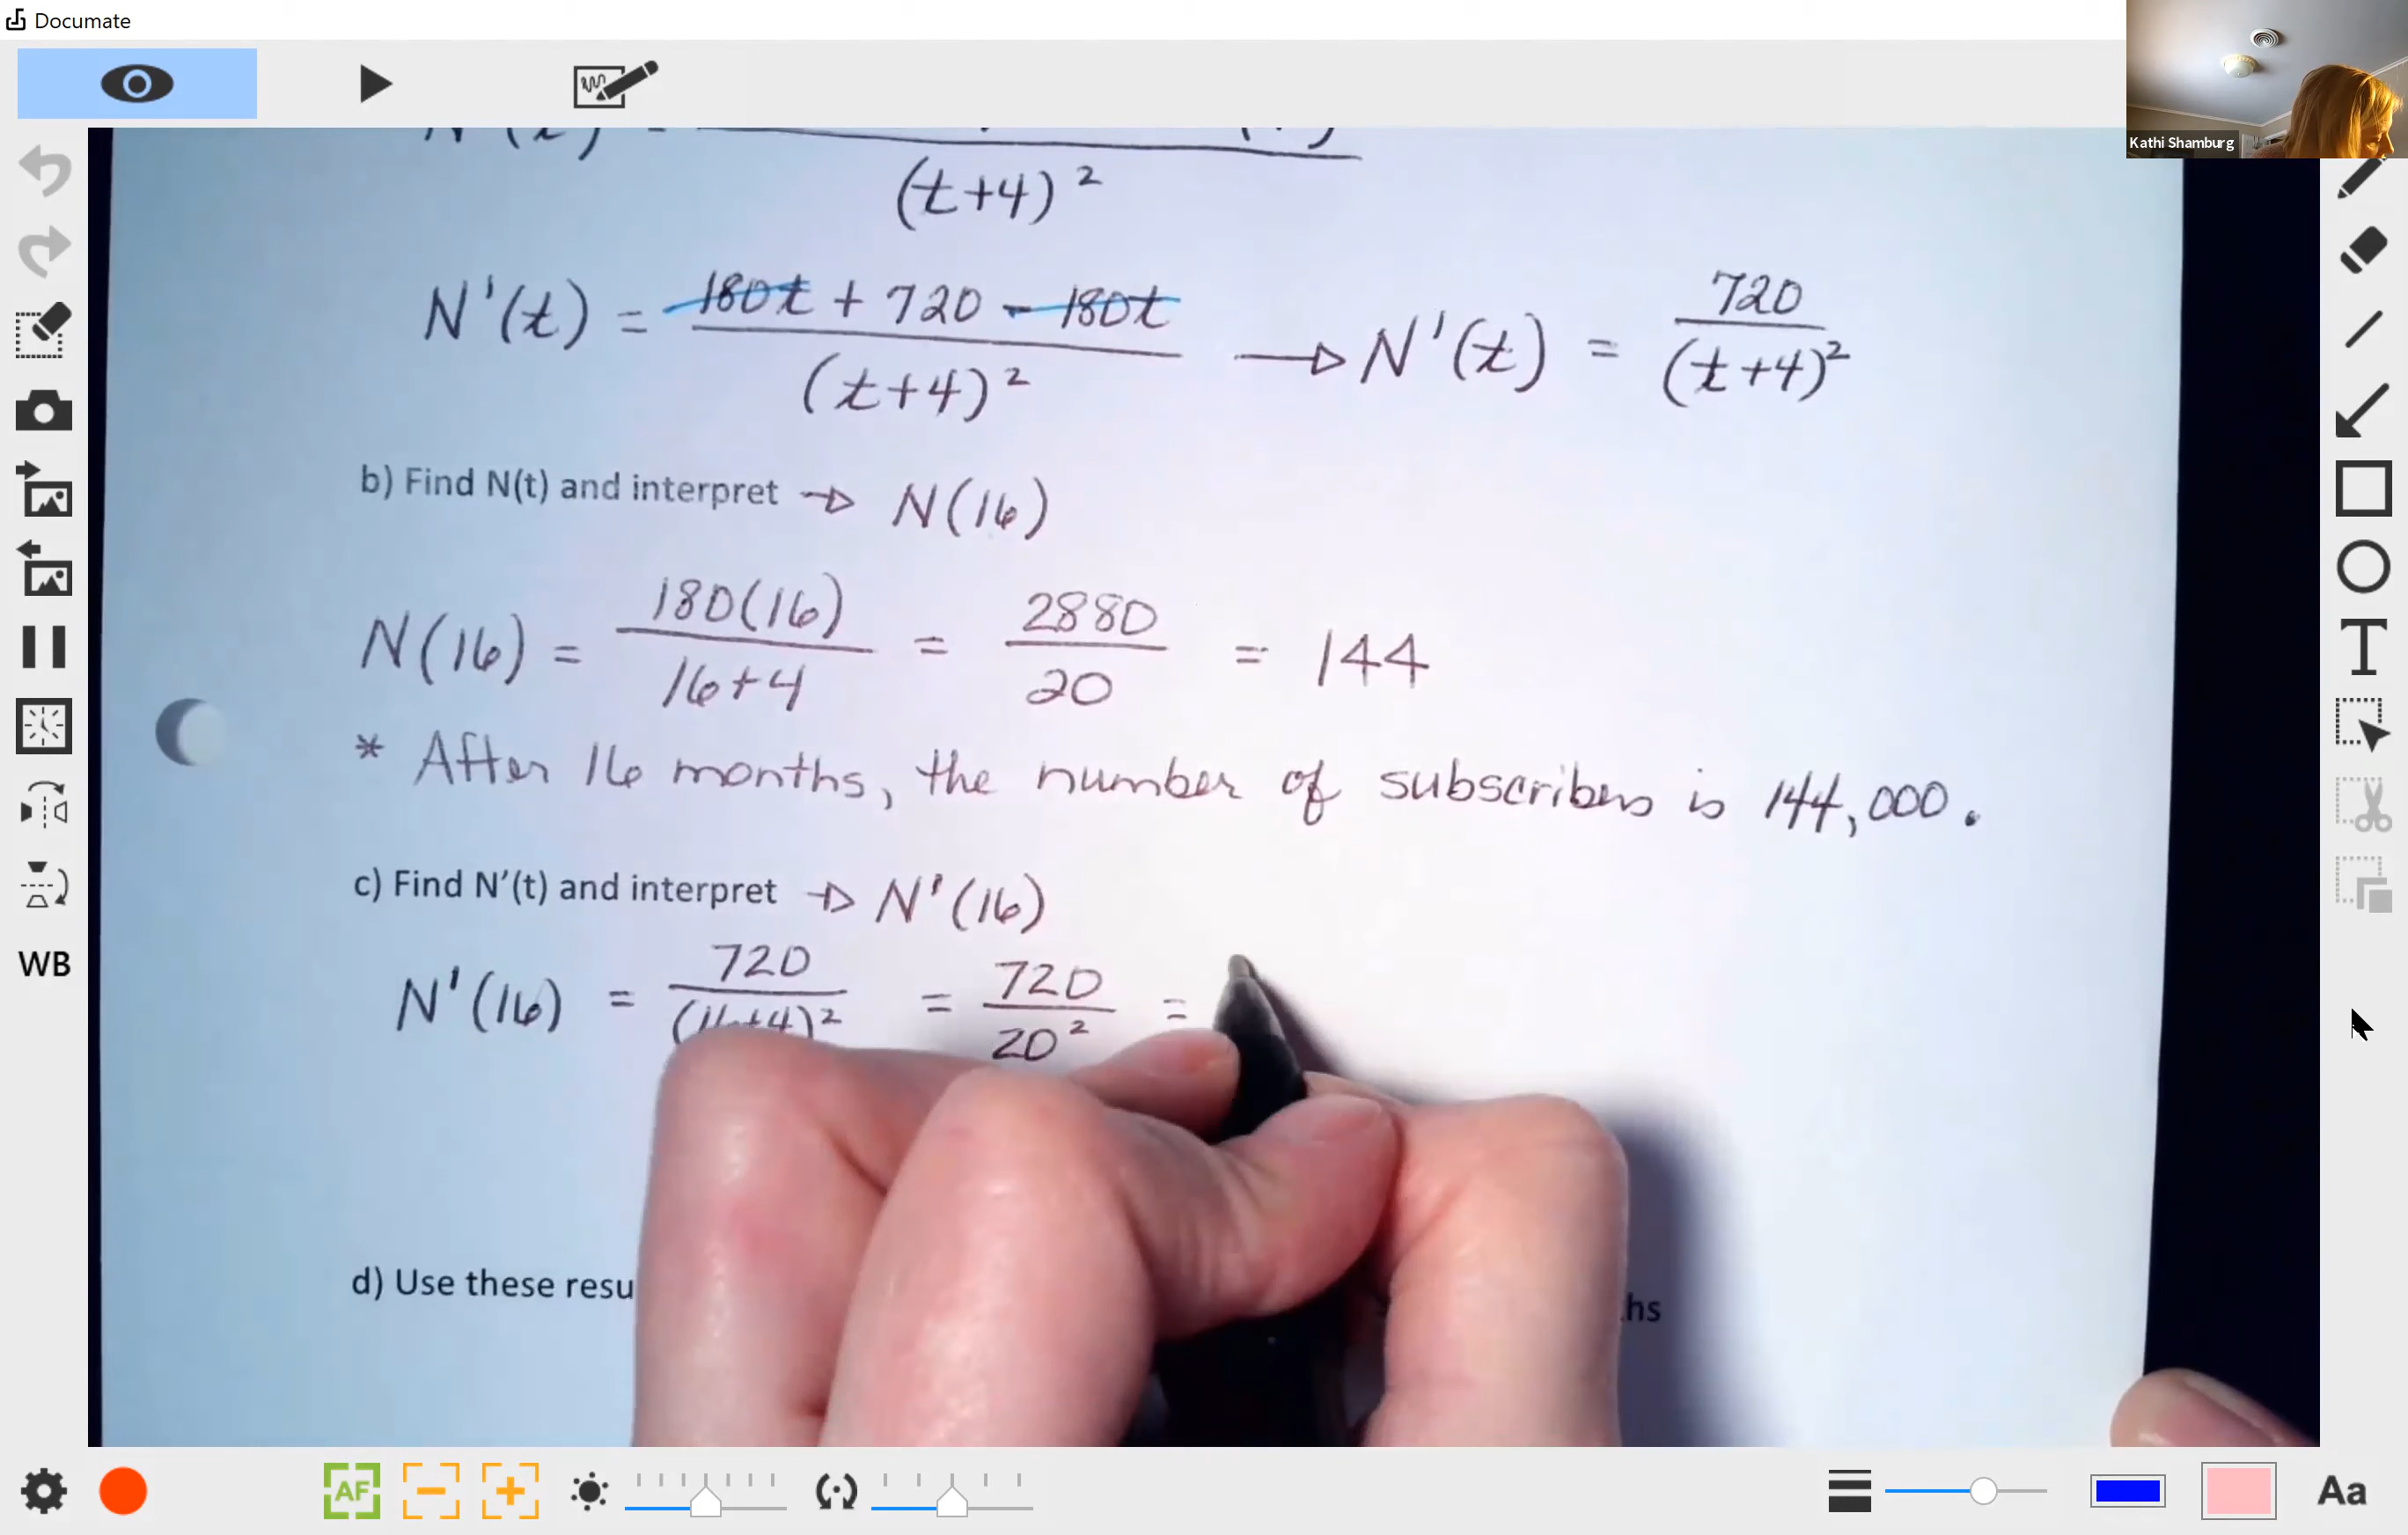 Documate
Kathi Shamburg
(t+4)²
N'(t) = 180t + 720 - 180t / (t+4)² → N'(t) = 720 / (t+4)²
b) Find N(t) and interpret → N(16)
N(16) = 180(16) / 16+4 = 2880 / 20 = 144
* After 16 months, the number of subscribers is 144,000.
c) Find N'(t) and interpret → N'(16)
N'(16) = 720 / (16+4)² = 720 / 20² =
d) Use these
WB
AF
Aa